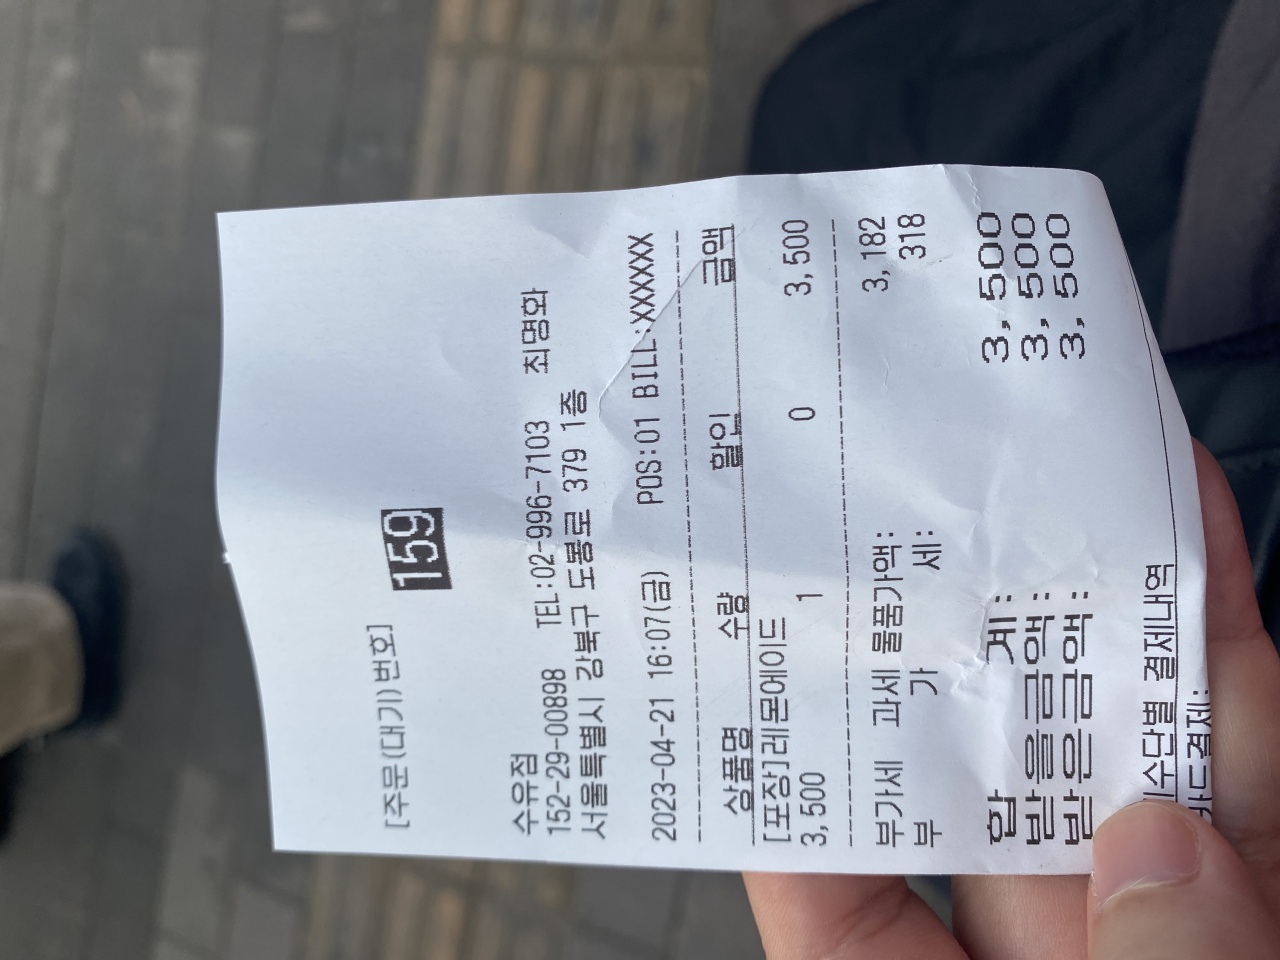 [주문(대기)번호]
159
수유점
152-29-00898 TEL:02-996-7103 최명화
서울특별시 강북구 도봉로 379 1층
2023-04-21 16:07(금) POS:01 BILL:XXXXXX
상품명 수량 할인 금액
[포장]레몬에이드
3,500 1 0 3,500
부가세 과세 물품가액: 3,182
부 가 세: 318
합 계: 3,500
받을금액: 3,500
받은금액: 3,500
수단별 결제내역
카드결제: